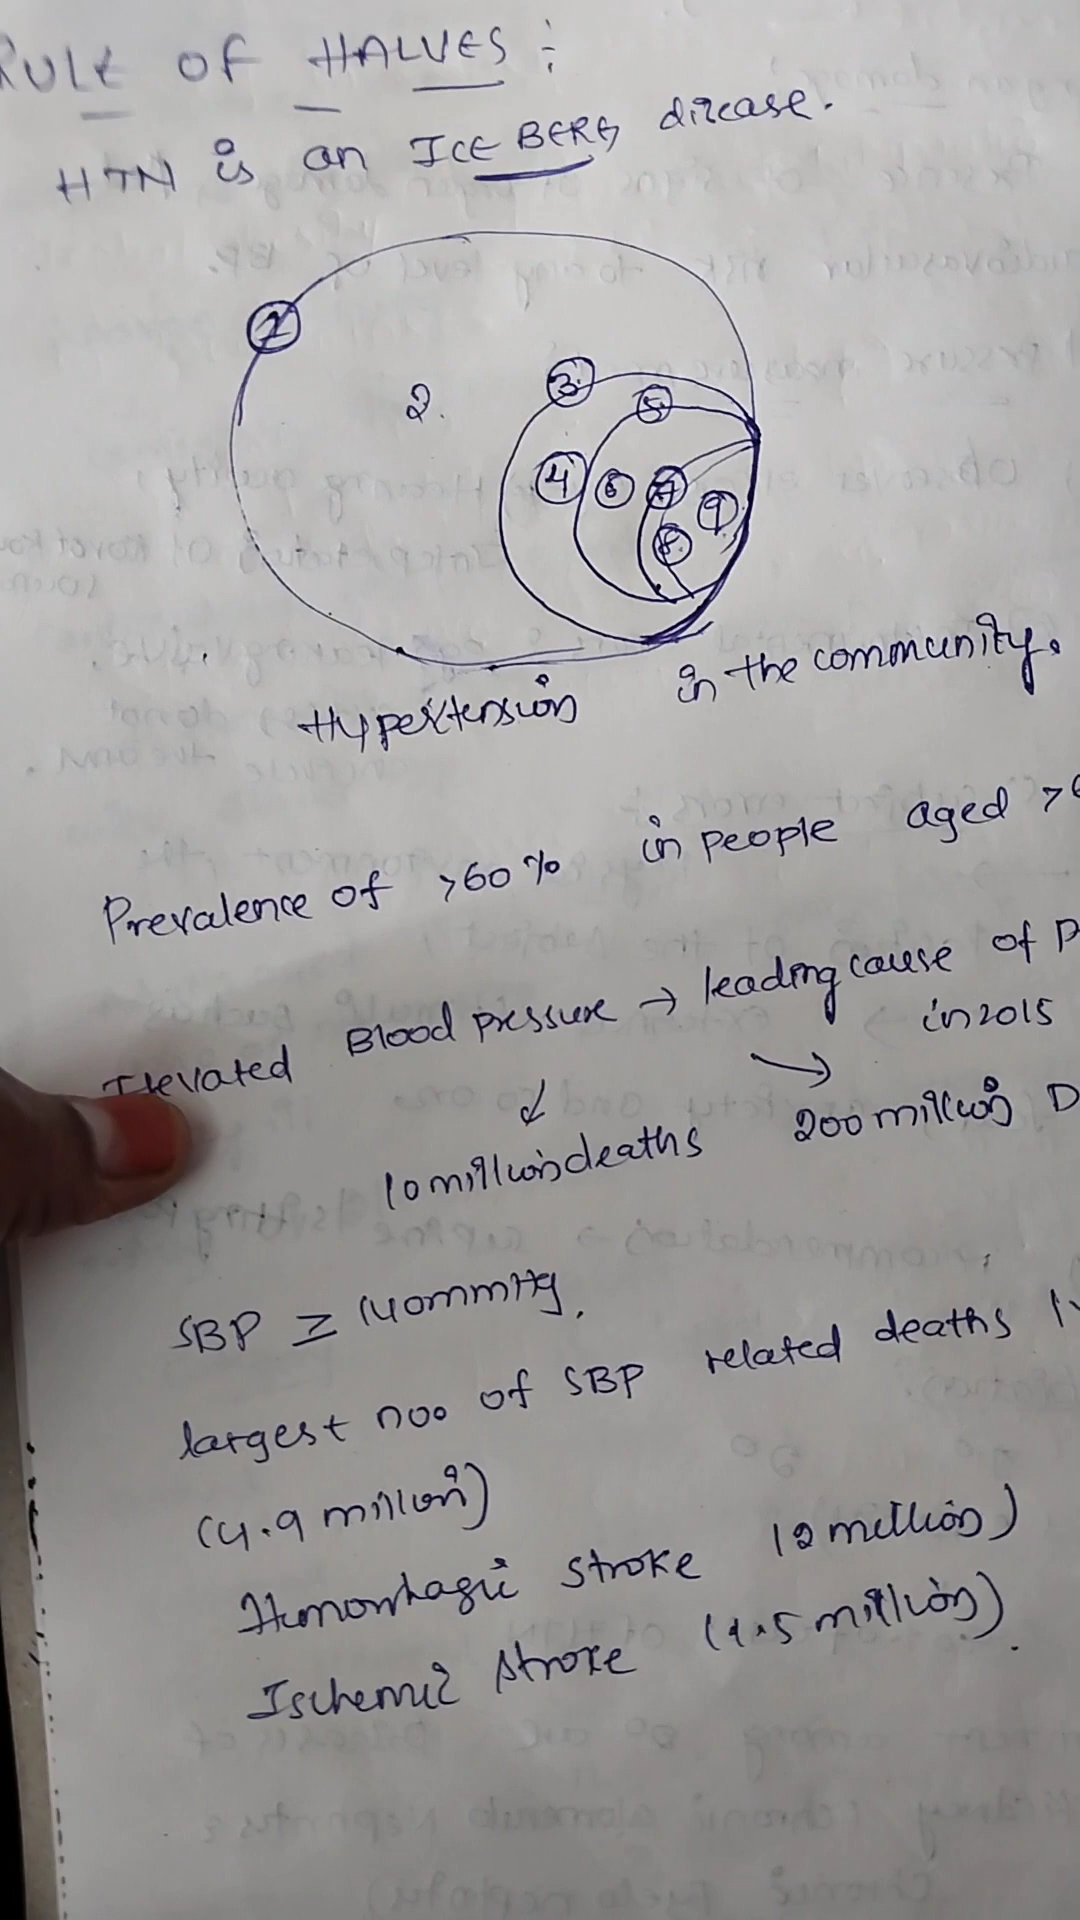 RULE OF HALVES :
HTN is an ICE BERG disease.
1
2.
3
5
4
6
7
9
8
Hypertension in the community.
Prevalence of >60% in people aged >6
Elevated Blood pressure → leading cause of P
in 2015
↓ →
10 million deaths 200 million D
SBP ≥ 140mmHg.
largest no of SBP related deaths
(4.9 million)
Hemorrhagic stroke (2 million)
Ischemic stroke (1.5 million).